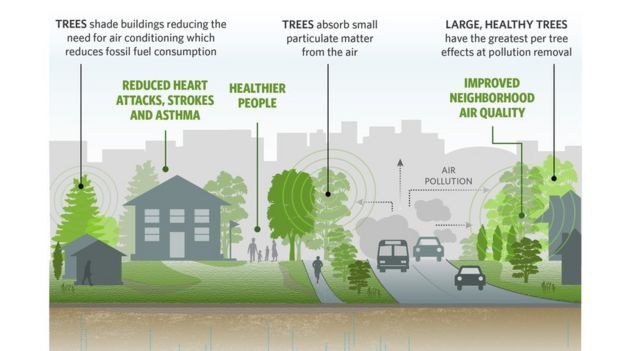 TREES shade buildings reducing the
need for air conditioning which
reduces fossil fuel consumption
TREES absorb small
particulate matter
from the air
LARGE, HEALTHY TREES
have the greatest per tree
effects at pollution removal
REDUCED HEART
ATTACKS, STROKES
AND ASTHMA
HEALTHIER
PEOPLE
IMPROVED
NEIGHBORHOOD
AIR QUALITY
AIR
POLLUTION